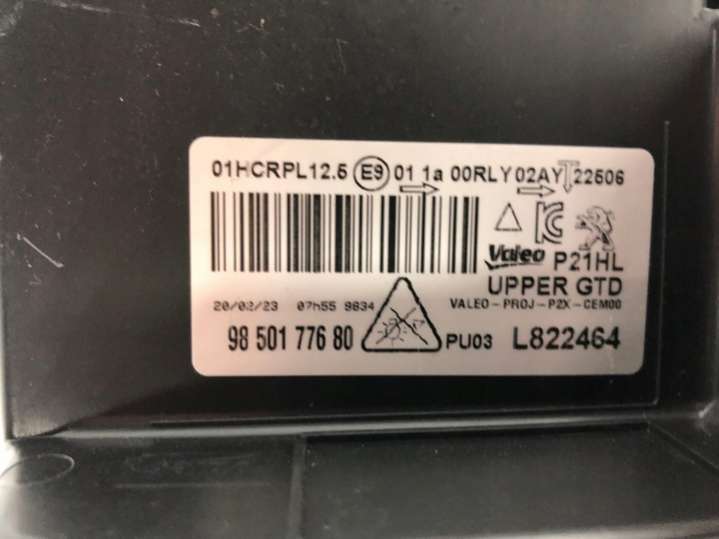 01HCRPL12.5 E9 01 1a 00RLY 02AY 22506
Valeo P21HL
UPPER GTD
20/02/23 07h55 9834
VALEO-PROJ-P2X-CEM00
98 501 776 80
PU03
L822464